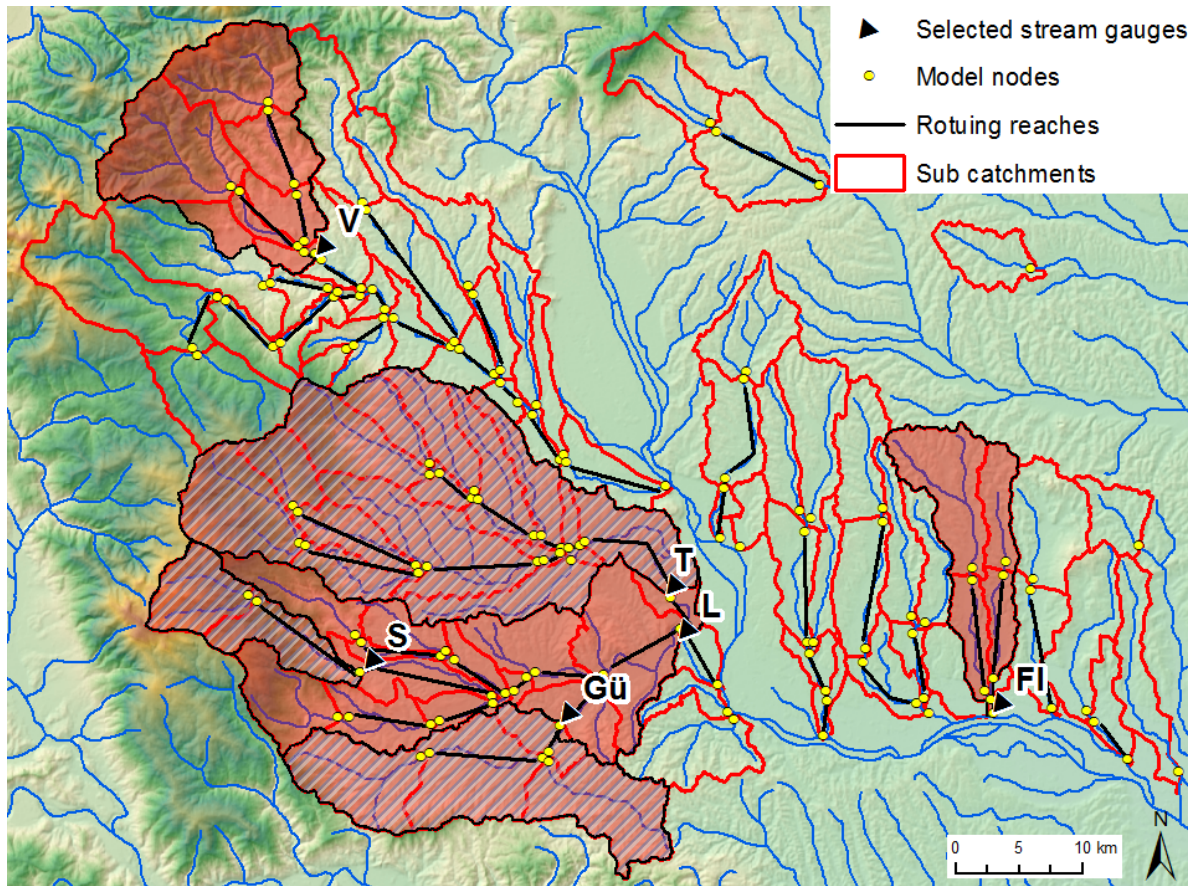 Selected stream gauges
Model nodes
Rotuing reaches
Sub catchments
V
T
L
S
Gü
Fl
N
0 5 10 km